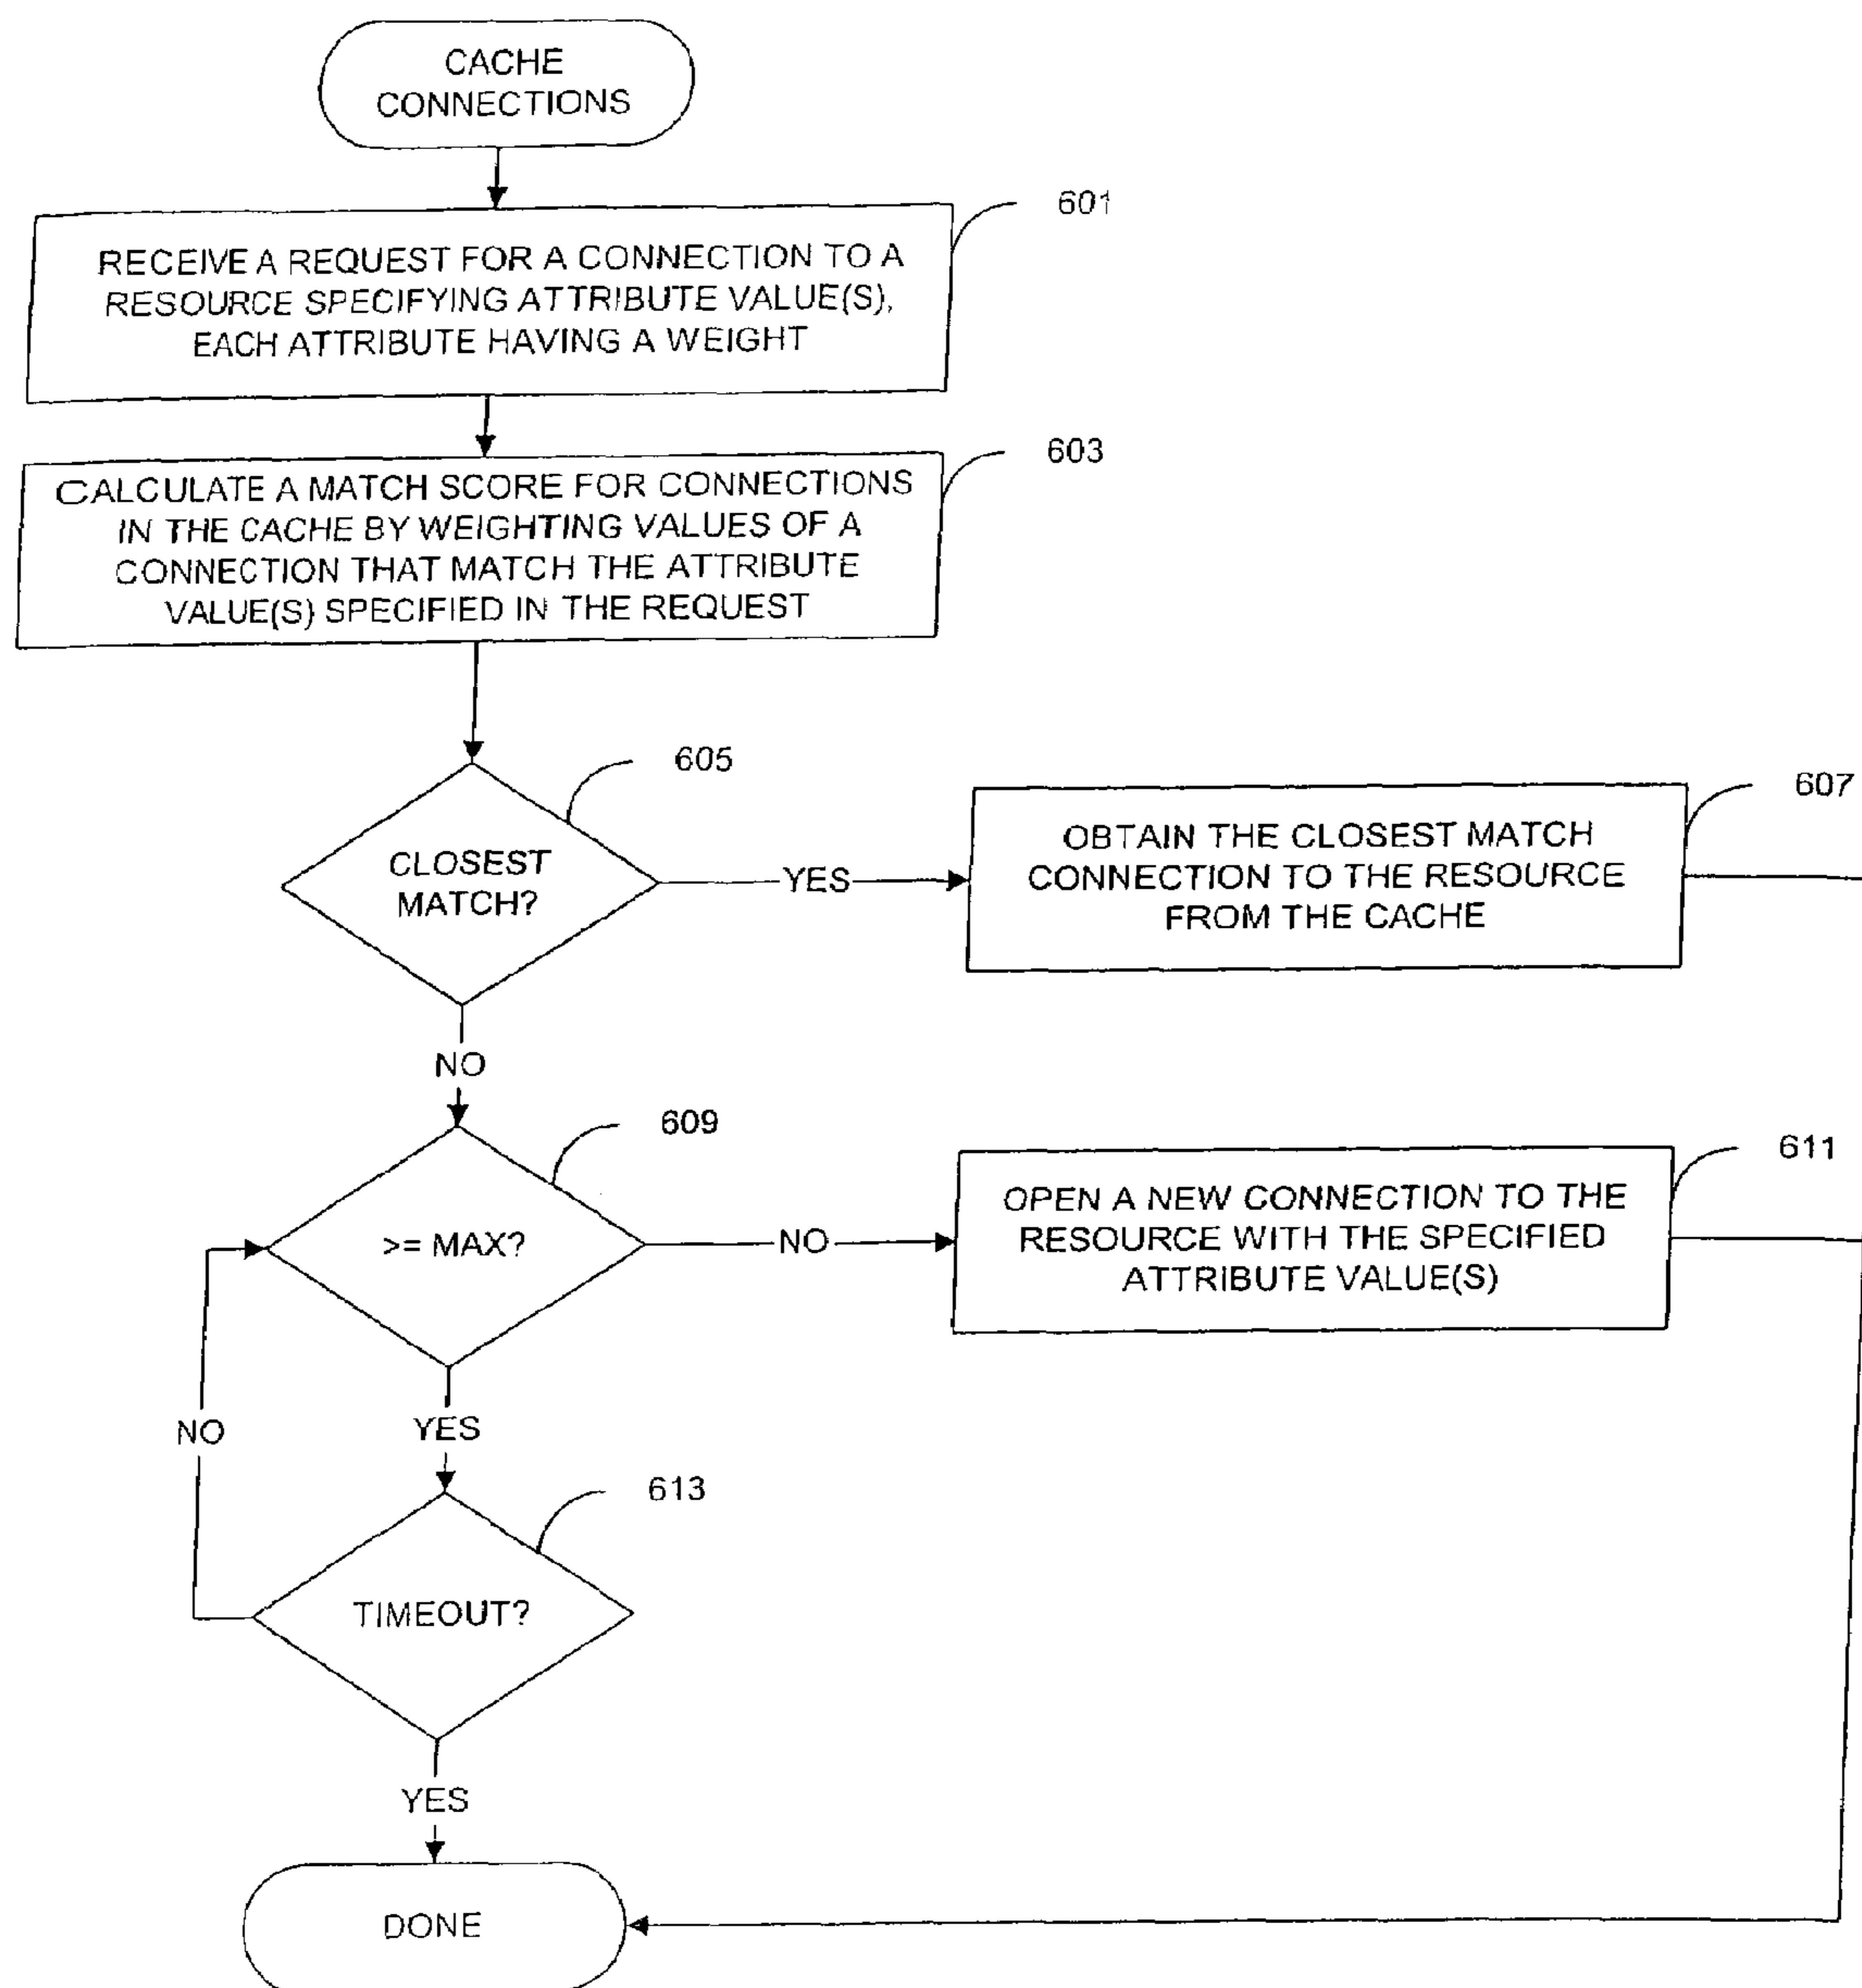 CACHE
CONNECTIONS
601
RECEIVE A REQUEST FOR A CONNECTION TO A
RESOURCE SPECIFYING ATTRIBUTE VALUE(S),
EACH ATTRIBUTE HAVING A WEIGHT
603
CALCULATE A MATCH SCORE FOR CONNECTIONS
IN THE CACHE BY WEIGHTING VALUES OF A
CONNECTION THAT MATCH THE ATTRIBUTE
VALUE(S) SPECIFIED IN THE REQUEST
605
CLOSEST
MATCH?
YES
607
OBTAIN THE CLOSEST MATCH
CONNECTION TO THE RESOURCE
FROM THE CACHE
NO
609
>= MAX?
NO
611
OPEN A NEW CONNECTION TO THE
RESOURCE WITH THE SPECIFIED
ATTRIBUTE VALUE(S)
NO
YES
613
TIMEOUT?
YES
DONE